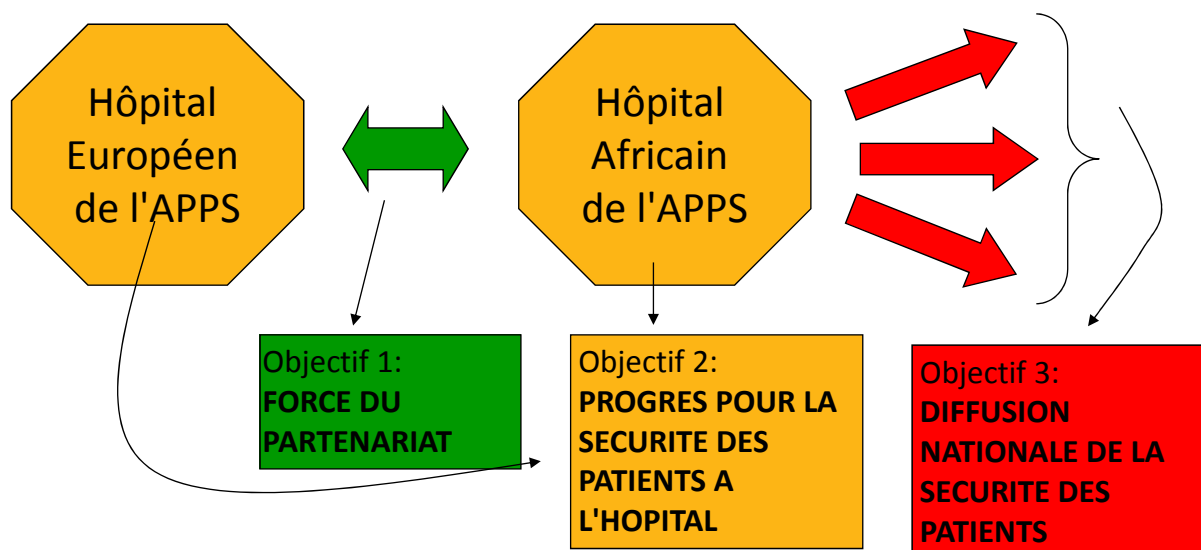 Hôpital
Européen
de l'APPS
Hôpital
Africain
de l'APPS
Objectif 1:
FORCE DU
PARTENARIAT
Objectif 2:
PROGRES POUR LA
SECURITE DES
PATIENTS A
L'HOPITAL
Objectif 3:
DIFFUSION
NATIONALE DE LA
SECURITE DES
PATIENTS